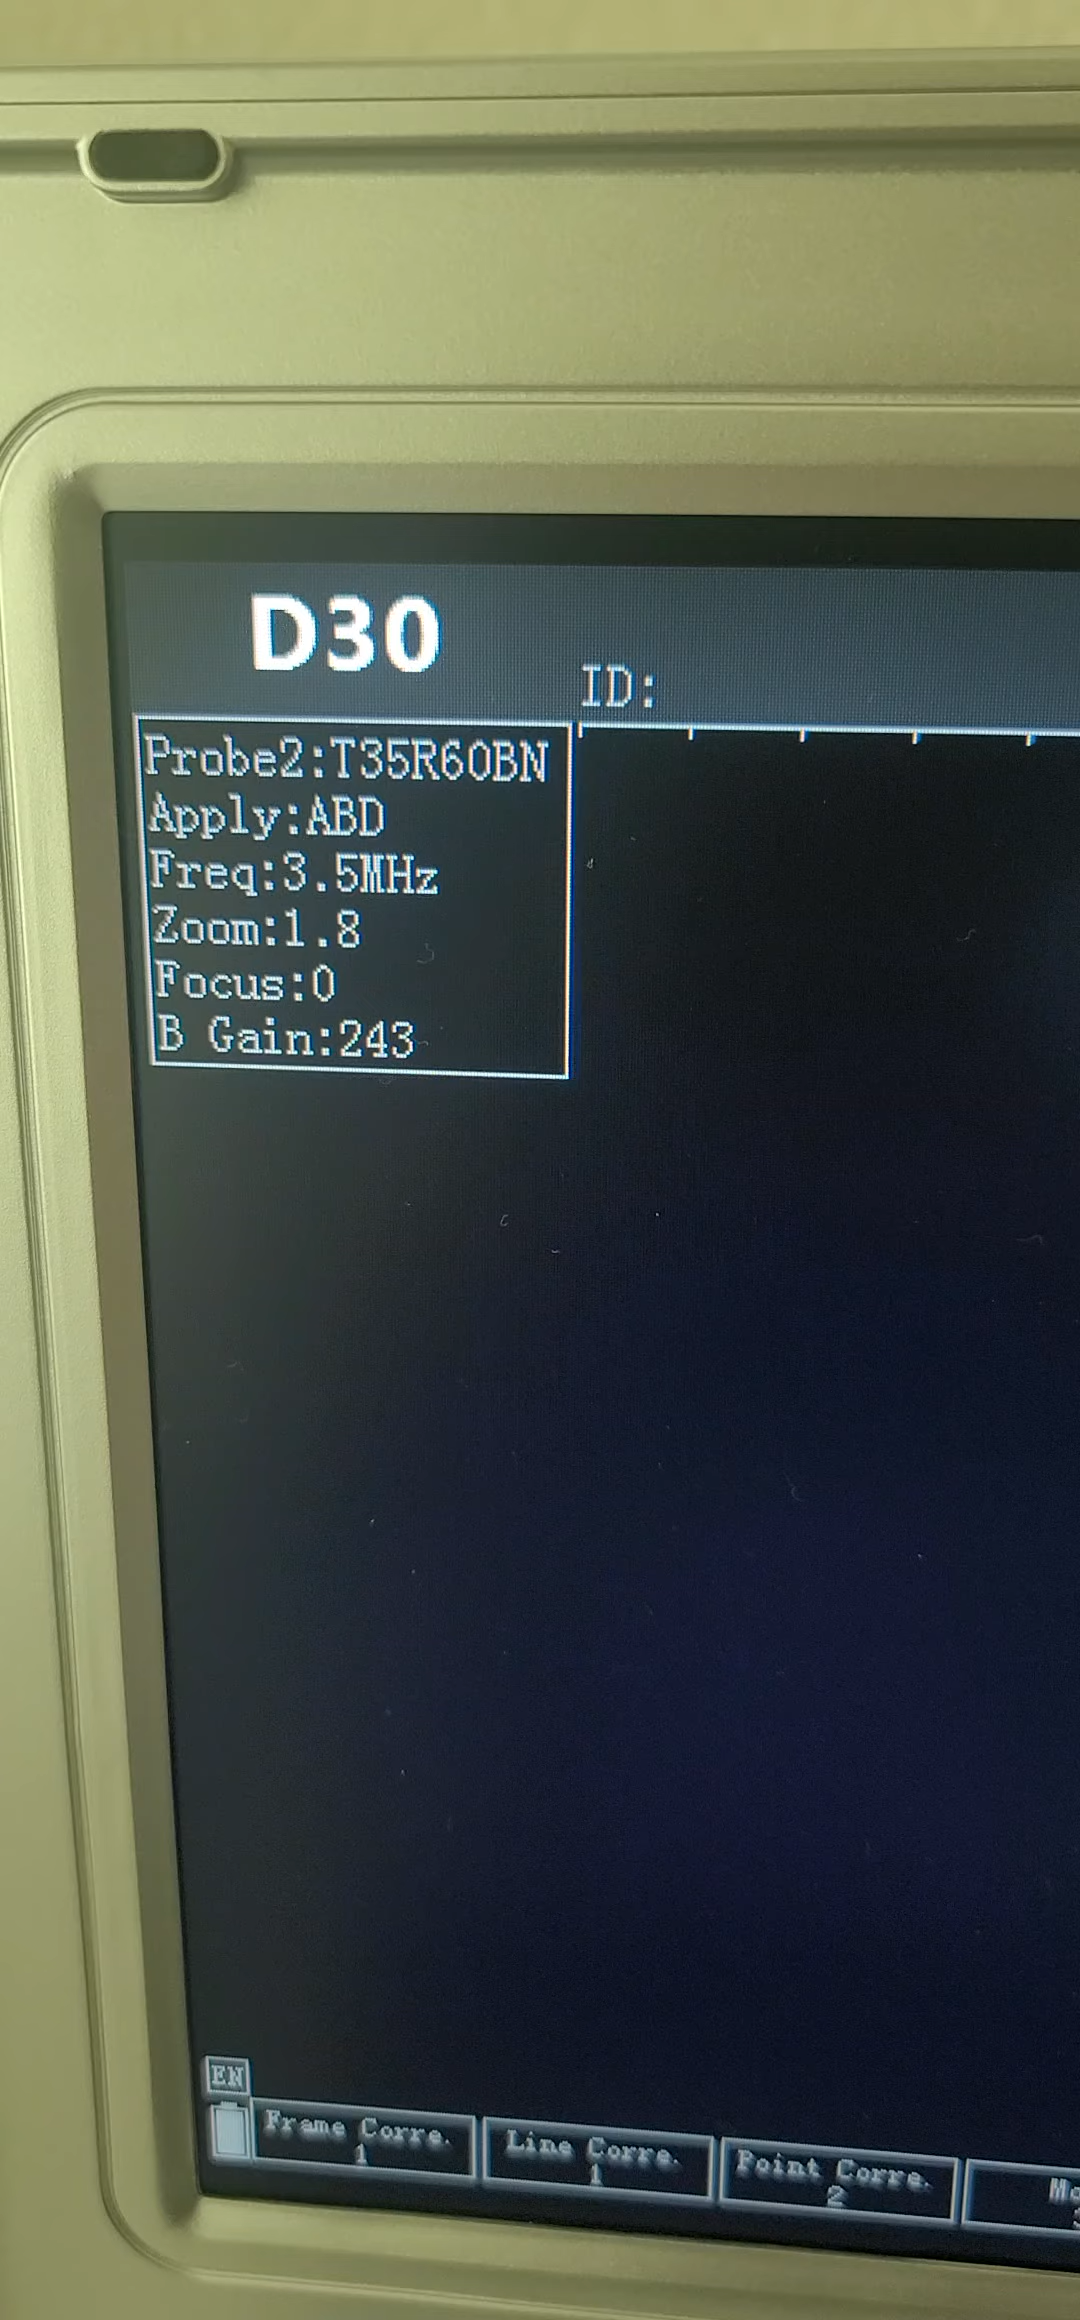 D30
ID:
Probe2:T35R60BN
Apply:ABD
Freq:3.5MHz
Zoom:1.8
Focus:0
B Gain:243
EN
Frame Corre.
1
Line Corre.
1
Point Corre.
2